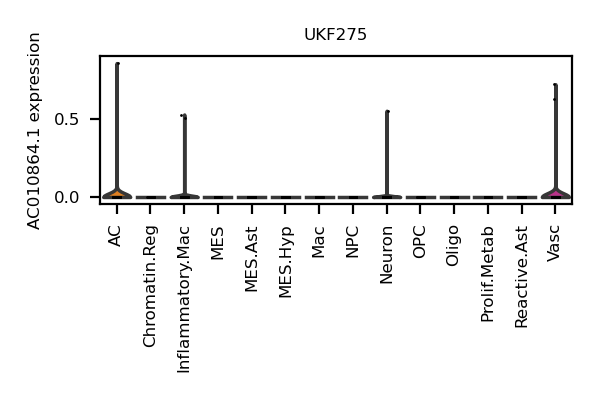 UKF275
AC010864.1 expression
0.5
0.0
AC
Chromatin.Reg
Inflammatory.Mac
MES
MES.Ast
MES.Hyp
Mac
NPC
Neuron
OPC
Oligo
Prolif.Metab
Reactive.Ast
Vasc